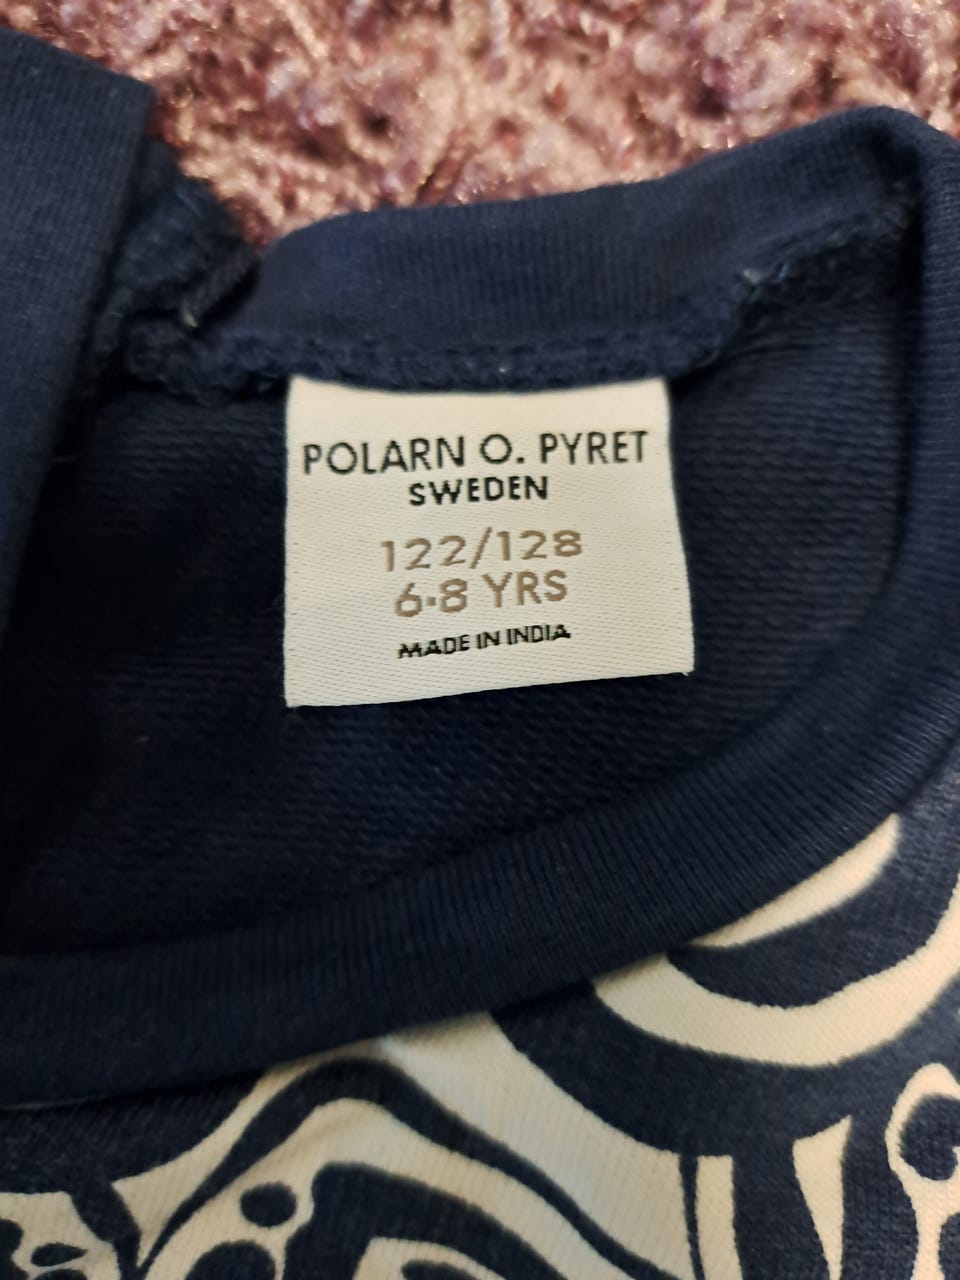 POLARN O. PYRET
SWEDEN
122/128
6-8 YRS
MADE IN INDIA